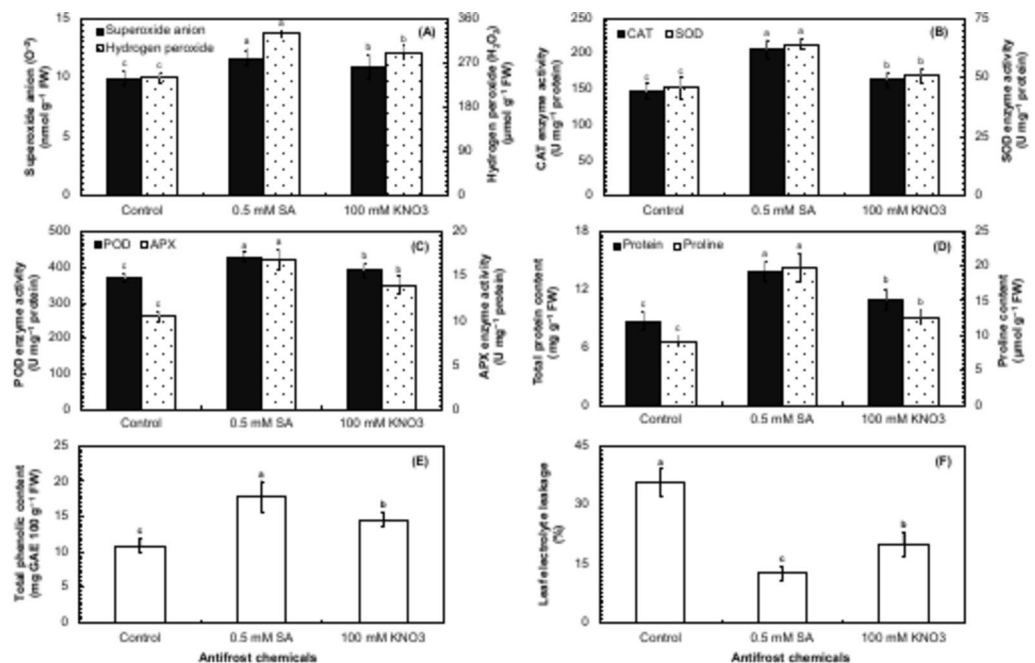 Superoxide anion (O⁻²)
(nmol g⁻¹ FW)
15
10
5
0
Superoxide anion
Hydrogen peroxide
(A)
c
c
a
a
b
b
Control
0.5 mM SA
100 mM KNO3
360
270
180
90
0
Hydrogen peroxide (H₂O₂)
(µmol g⁻¹ FW)
CAT enzyme activity
(U mg⁻¹ protein)
250
200
150
100
50
0
CAT
SOD
(B)
c
c
a
a
b
b
Control
0.5 mM SA
100 mM KNO3
75
50
25
0
SOD enzyme activity
(U mg⁻¹ protein)
POD enzyme activity
(U mg⁻¹ protein)
500
400
300
200
100
0
POD
APX
(C)
c
c
a
a
b
b
Control
0.5 mM SA
100 mM KNO3
20
15
10
5
0
APX enzyme activity
(U mg⁻¹ protein)
Total protein content
(mg g⁻¹ FW)
18
12
6
0
Protein
Proline
(D)
c
c
a
a
b
b
Control
0.5 mM SA
100 mM KNO3
25
20
15
10
5
0
Proline content
(µmol g⁻¹ FW)
Total phenolic content
(mg GAE 100 g⁻¹ FW)
25
20
15
10
5
0
(E)
c
a
b
Control
0.5 mM SA
100 mM KNO3
Antifrost chemicals
Leaf electrolyte leakage
(%)
45
30
15
0
(F)
a
c
b
Control
0.5 mM SA
100 mM KNO3
Antifrost chemicals